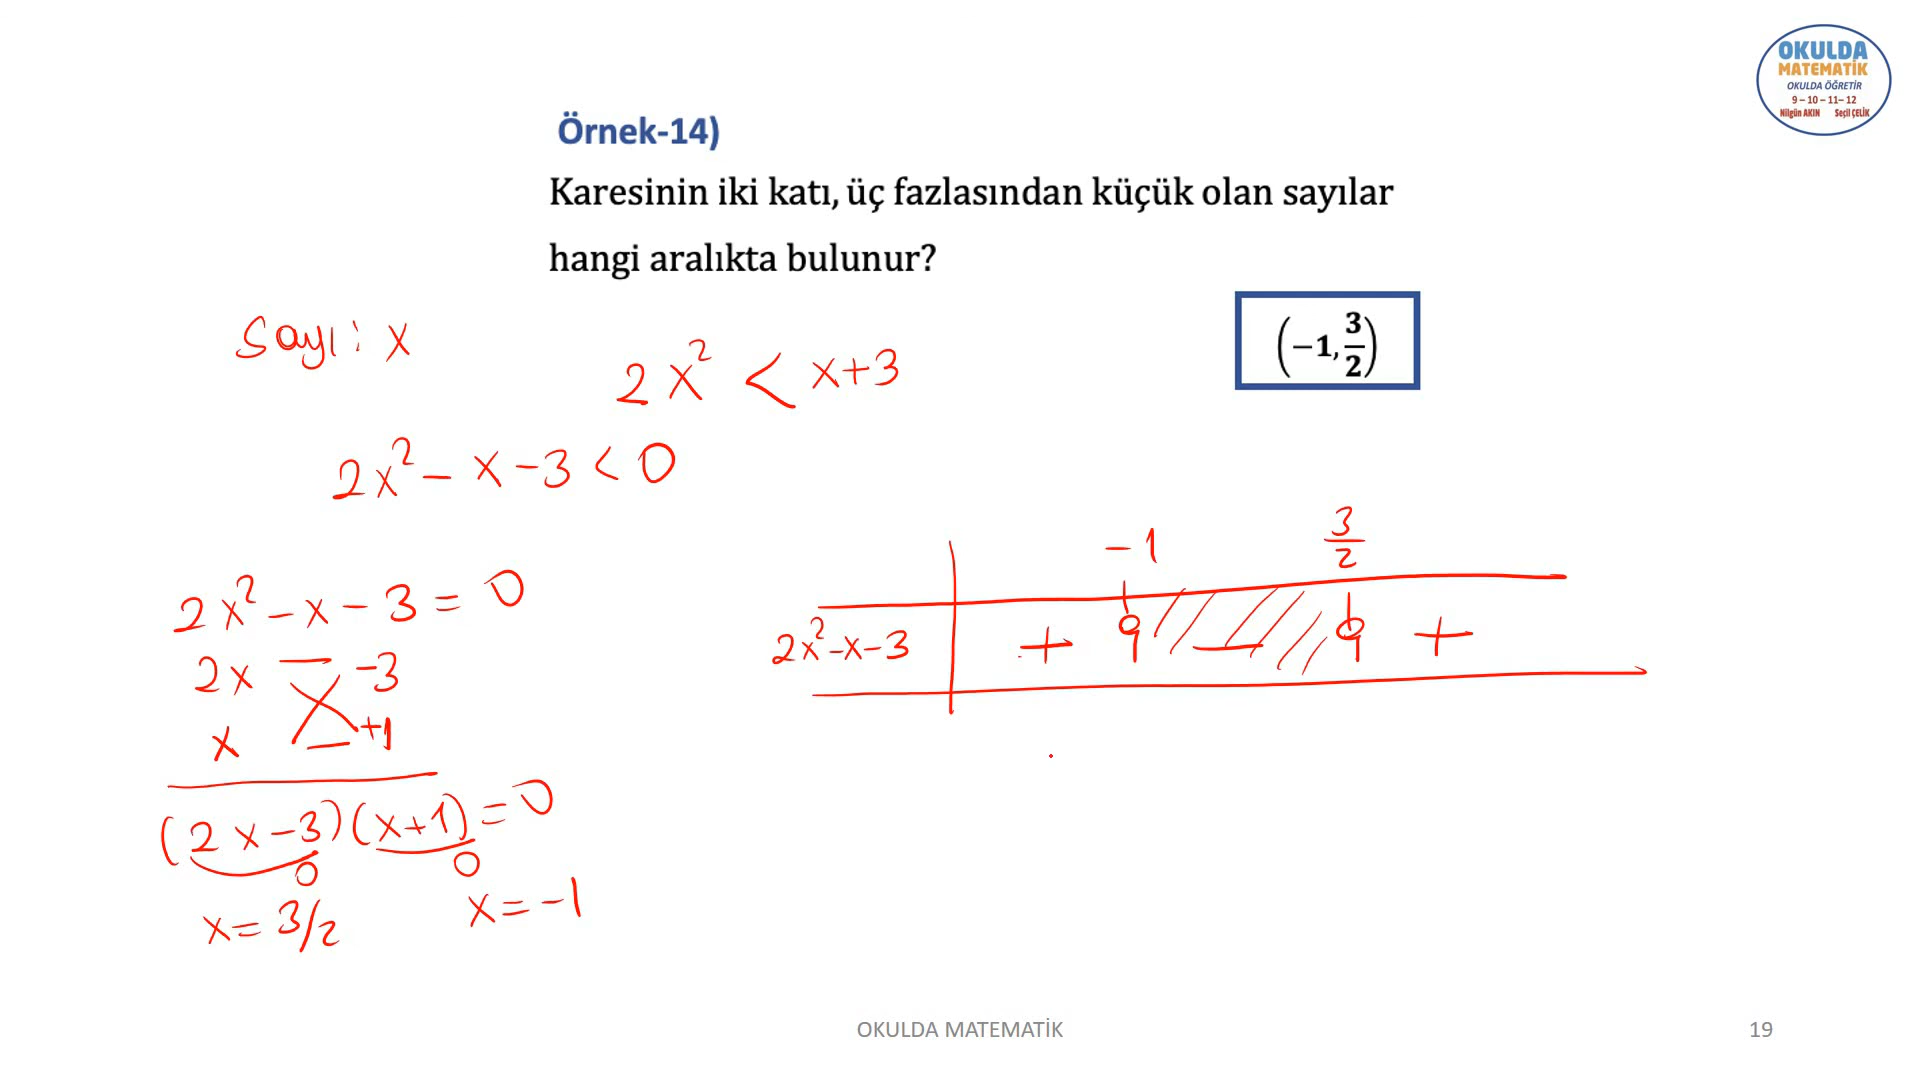 OKULDA
MATEMATİK
OKULDA ÖĞRETİR
9 – 10 – 11– 12
Nilgün AKIN Seçil ÇELİK
Örnek-14)
Karesinin iki katı, üç fazlasından küçük olan sayılar
hangi aralıkta bulunur?
(−1, 3/2)
Sayı: x
2x² < x+3
2x² − x − 3 < 0
2x² − x − 3 = 0
2x −3
x +1
(2x−3)(x+1) = 0
0 0
x = 3/2 x = −1
−1 3/2
2x²−x−3 + − +
OKULDA MATEMATİK 19